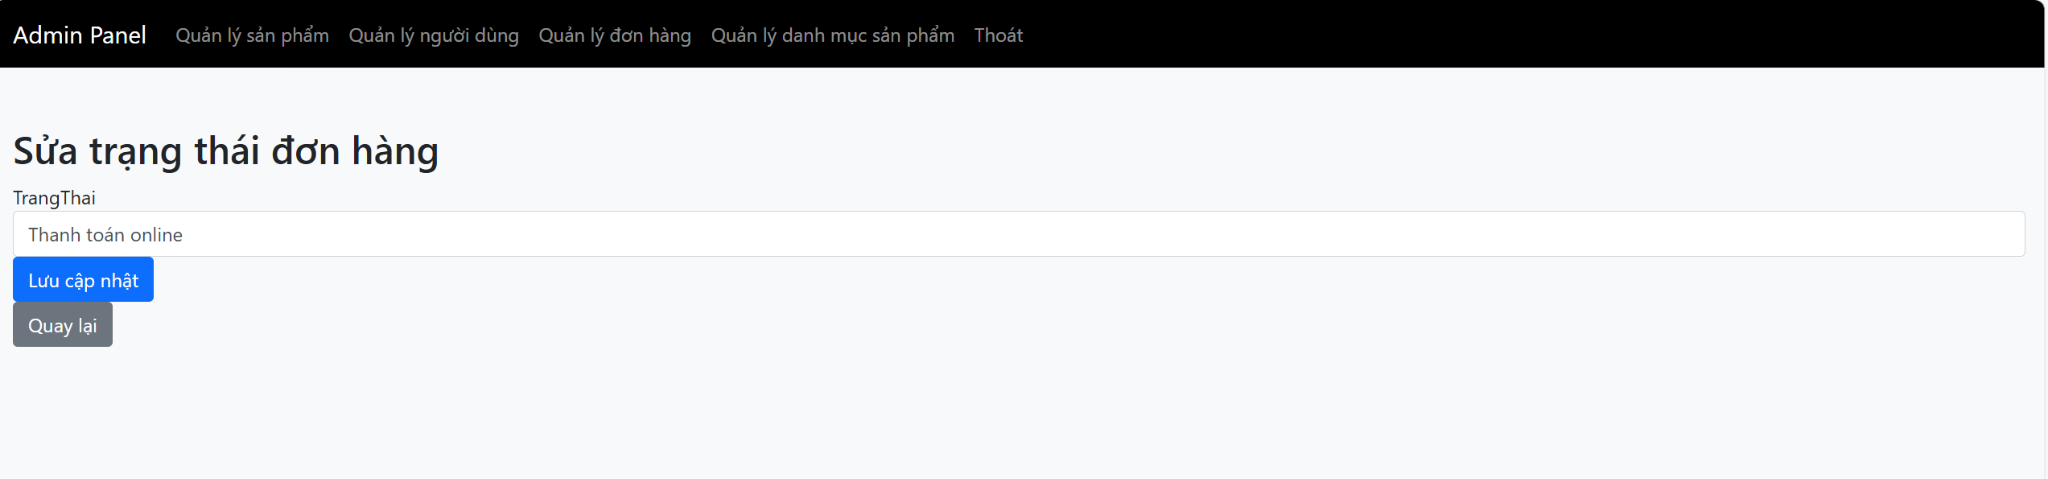 Admin Panel Quản lý sản phẩm Quản lý người dùng Quản lý đơn hàng Quản lý danh mục sản phẩm Thoát
Sửa trạng thái đơn hàng
TrangThai
Thanh toán online
Lưu cập nhật
Quay lại